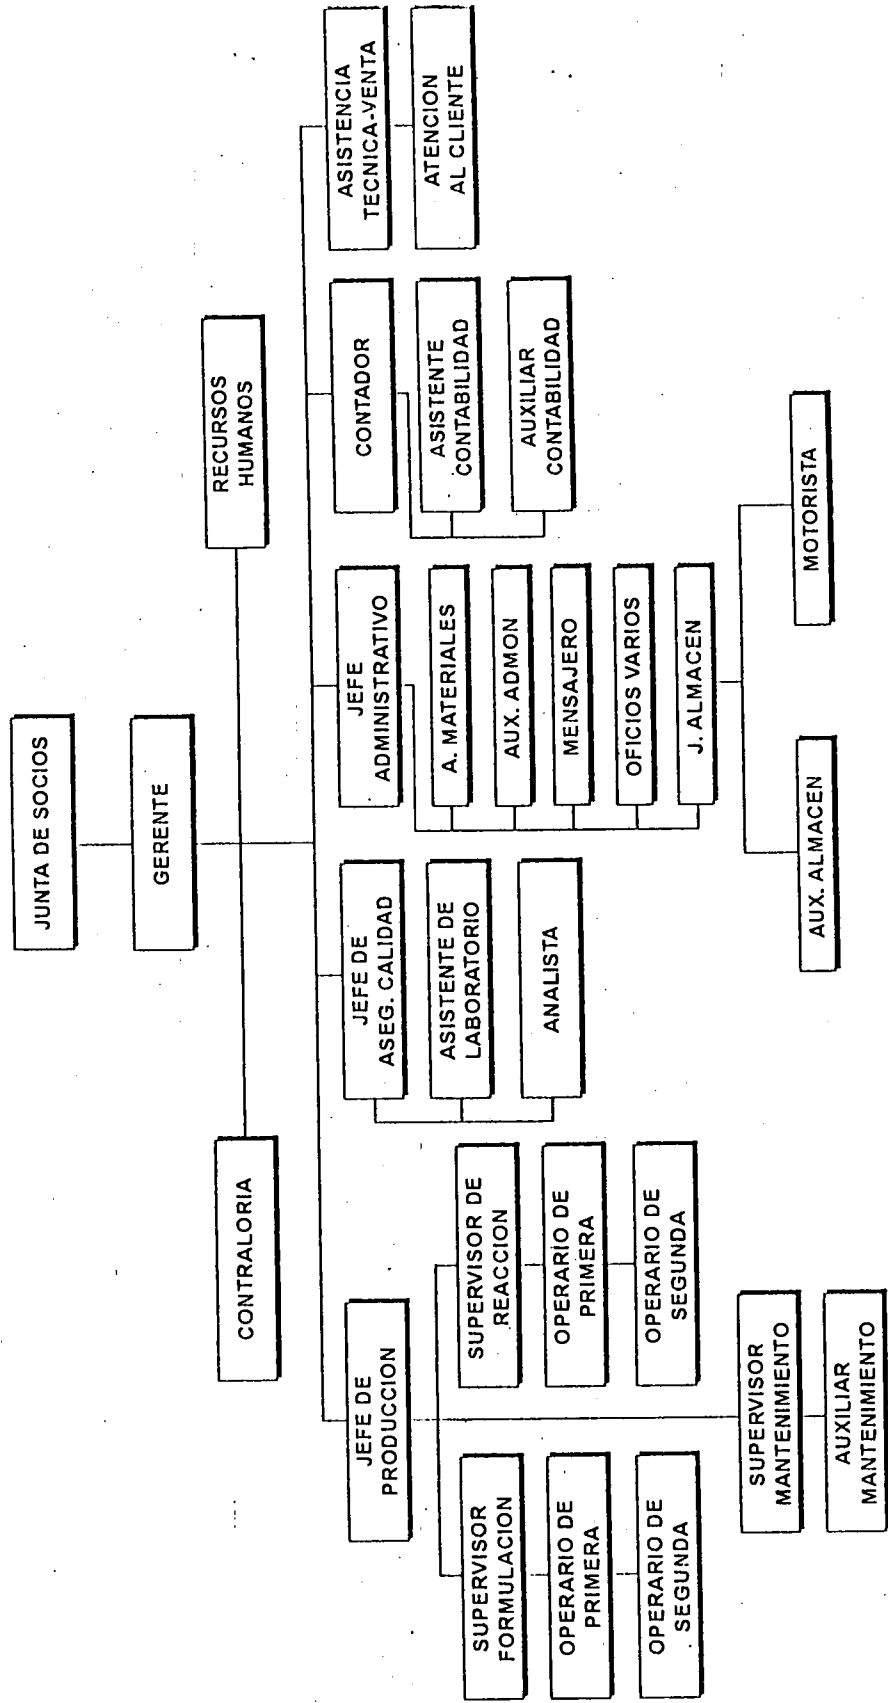 JUNTA DE SOCIOS
GERENTE
CONTRALORIA
RECURSOS
HUMANOS
JEFE DE
PRODUCCION
JEFE DE
ASEG. CALIDAD
JEFE
ADMINISTRATIVO
CONTADOR
ASISTENCIA
TECNICA-VENTA
SUPERVISOR
FORMULACION
OPERARIO DE
PRIMERA
OPERARIO DE
SEGUNDA
SUPERVISOR DE
REACCION
OPERARIO DE
PRIMERA
OPERARIO DE
SEGUNDA
SUPERVISOR
MANTENIMIENTO
AUXILIAR
MANTENIMIENTO
ASISTENTE DE
LABORATORIO
ANALISTA
A. MATERIALES
AUX. ADMON
MENSAJERO
OFICIOS VARIOS
J. ALMACEN
AUX. ALMACEN
MOTORISTA
ASISTENTE
CONTABILIDAD
AUXILIAR
CONTABILIDAD
ATENCION
AL CLIENTE